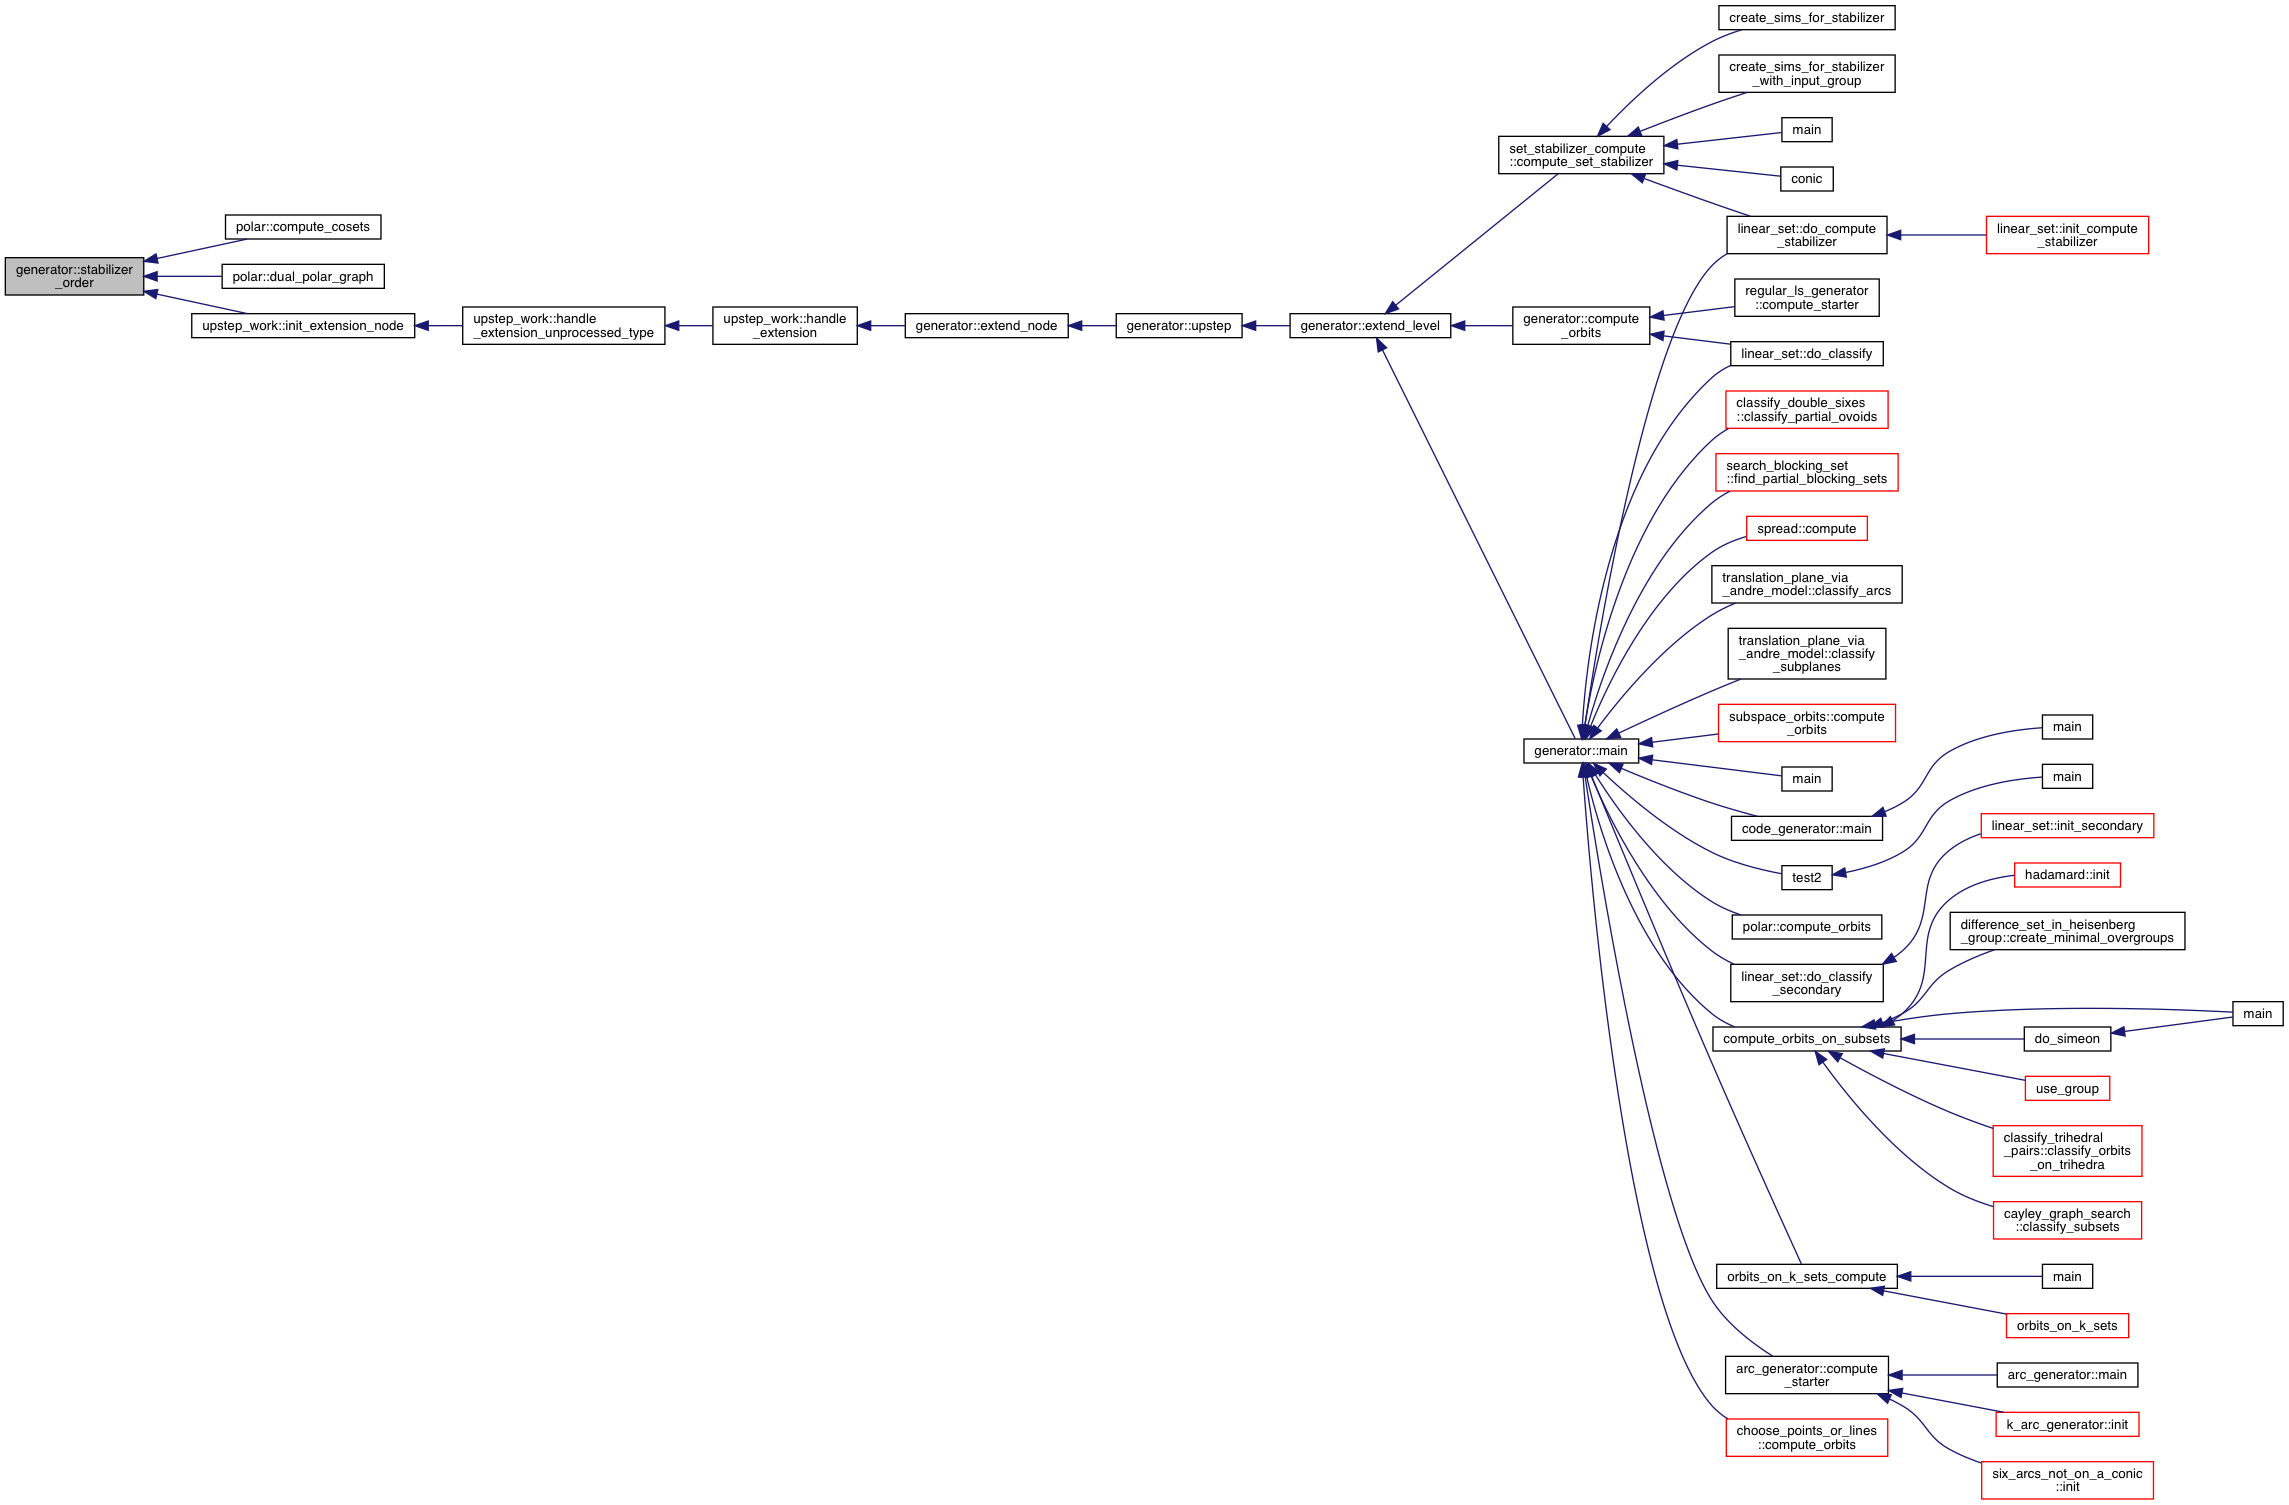 generator::stabilizer
_order
polar::compute_cosets
polar::dual_polar_graph
upstep_work::init_extension_node
upstep_work::handle
_extension_unprocessed_type
upstep_work::handle
_extension
generator::extend_node
generator::upstep
generator::extend_level
set_stabilizer_compute
::compute_set_stabilizer
create_sims_for_stabilizer
create_sims_for_stabilizer
_with_input_group
main
conic
linear_set::do_compute
_stabilizer
linear_set::init_compute
_stabilizer
generator::compute
_orbits
regular_ls_generator
::compute_starter
linear_set::do_classify
generator::main
classify_double_sixes
::classify_partial_ovoids
search_blocking_set
::find_partial_blocking_sets
spread::compute
translation_plane_via
_andre_model::classify_arcs
translation_plane_via
_andre_model::classify
_subplanes
subspace_orbits::compute
_orbits
main
code_generator::main
main
test2
main
polar::compute_orbits
linear_set::do_classify
_secondary
linear_set::init_secondary
compute_orbits_on_subsets
hadamard::init
difference_set_in_heisenberg
_group::create_minimal_overgroups
main
do_simeon
use_group
classify_trihedral
_pairs::classify_orbits
_on_trihedra
cayley_graph_search
::classify_subsets
orbits_on_k_sets_compute
main
orbits_on_k_sets
arc_generator::compute
_starter
arc_generator::main
k_arc_generator::init
six_arcs_not_on_a_conic
::init
choose_points_or_lines
::compute_orbits